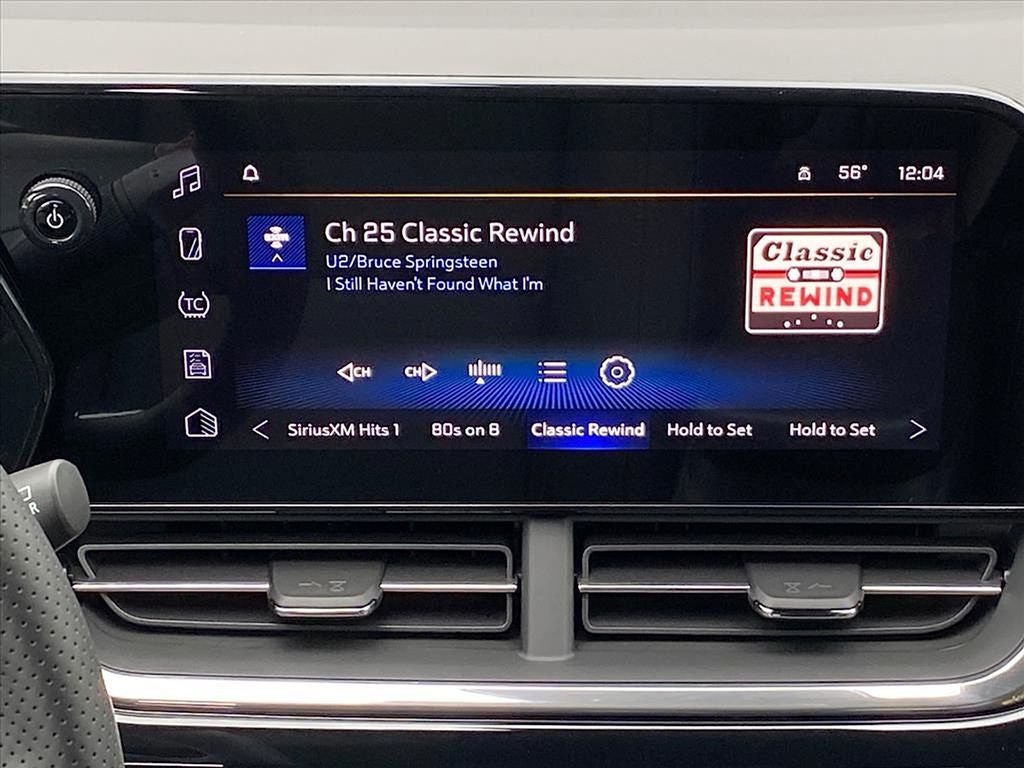 56° 12:04
Ch 25 Classic Rewind
U2/Bruce Springsteen
I Still Haven't Found What I'm
Classic
REWIND
TC
CH CH
SiriusXM Hits 1 80s on 8 Classic Rewind Hold to Set Hold to Set
R